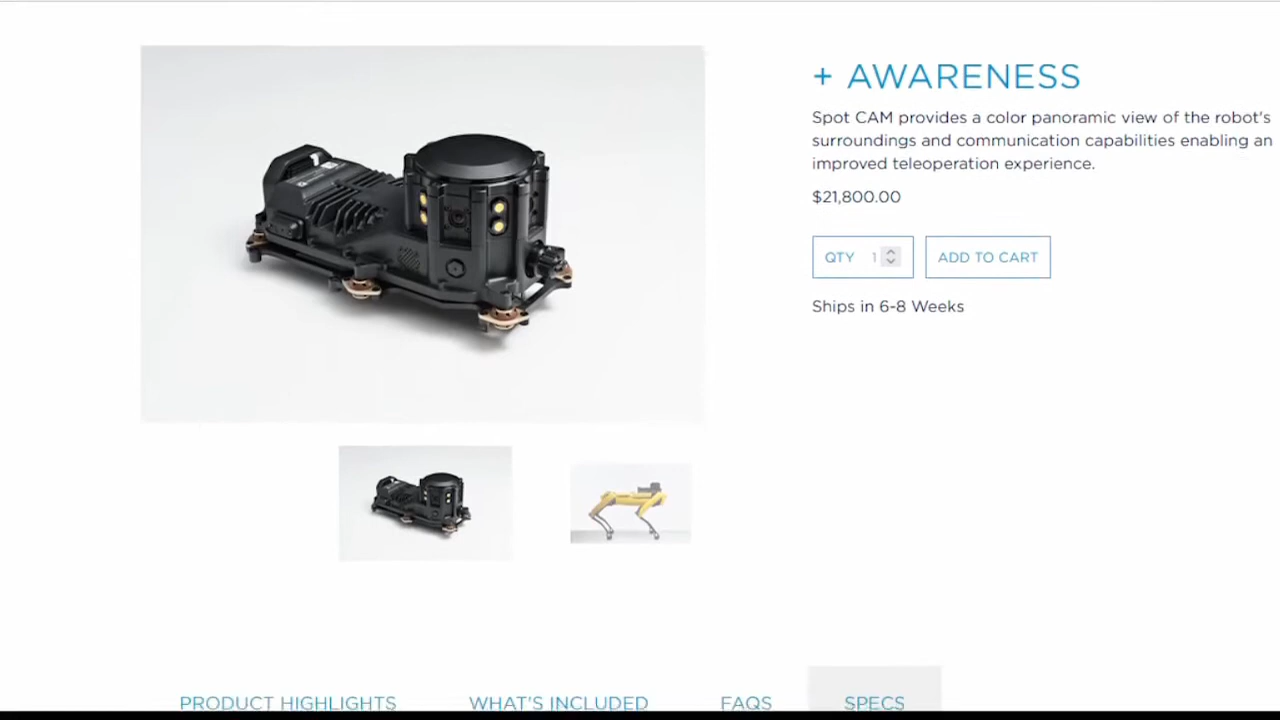 + AWARENESS
Spot CAM provides a color panoramic view of the robot's
surroundings and communication capabilities enabling an
improved teleoperation experience.
$21,800.00
QTY 1
ADD TO CART
Ships in 6-8 Weeks
PRODUCT HIGHLIGHTS
WHAT'S INCLUDED
FAQS
SPECS